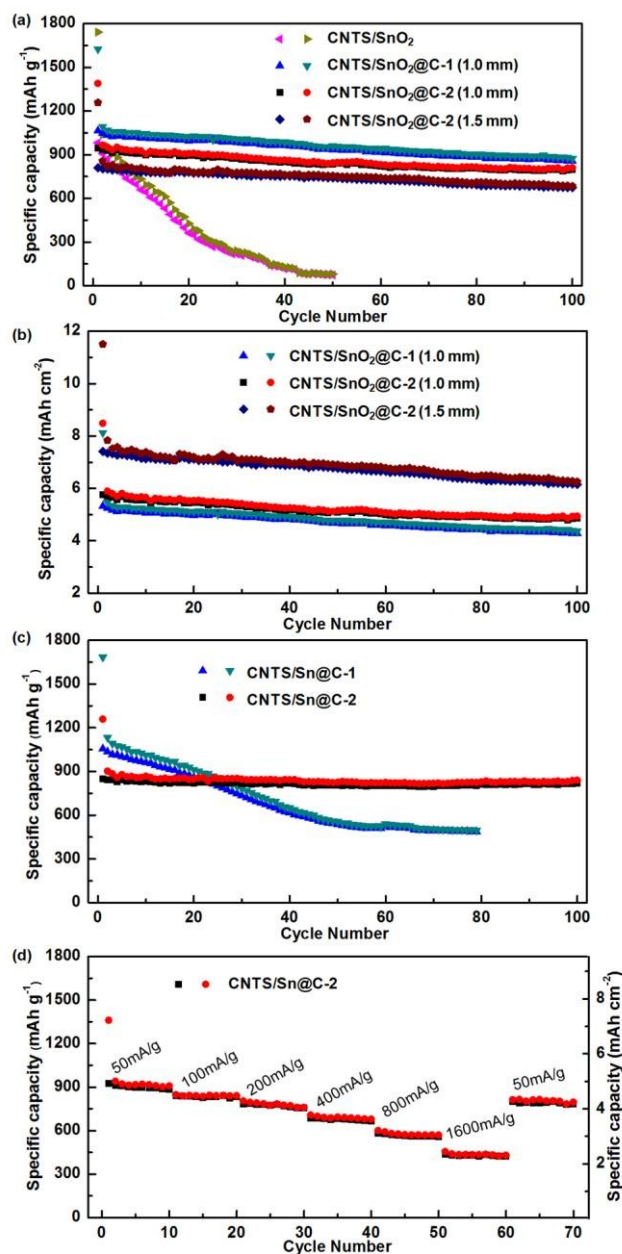 (a)
1800
1500
1200
900
600
300
0
Specific capacity (mAh g⁻¹)
CNTS/SnO₂
CNTS/SnO₂@C-1 (1.0 mm)
CNTS/SnO₂@C-2 (1.0 mm)
CNTS/SnO₂@C-2 (1.5 mm)
0 20 40 60 80 100
Cycle Number
(b)
12
10
8
6
4
2
Specific capacity (mAh cm⁻²)
CNTS/SnO₂@C-1 (1.0 mm)
CNTS/SnO₂@C-2 (1.0 mm)
CNTS/SnO₂@C-2 (1.5 mm)
0 20 40 60 80 100
Cycle Number
(c)
1800
1500
1200
900
600
300
0
Specific capacity (mAh g⁻¹)
CNTS/Sn@C-1
CNTS/Sn@C-2
0 20 40 60 80 100
Cycle Number
(d)
1800
1500
1200
900
600
300
0
Specific capacity (mAh g⁻¹)
CNTS/Sn@C-2
50mA/g
100mA/g
200mA/g
400mA/g
800mA/g
1600mA/g
50mA/g
8
6
4
2
Specific capacity (mAh cm⁻²)
0 10 20 30 40 50 60 70
Cycle Number